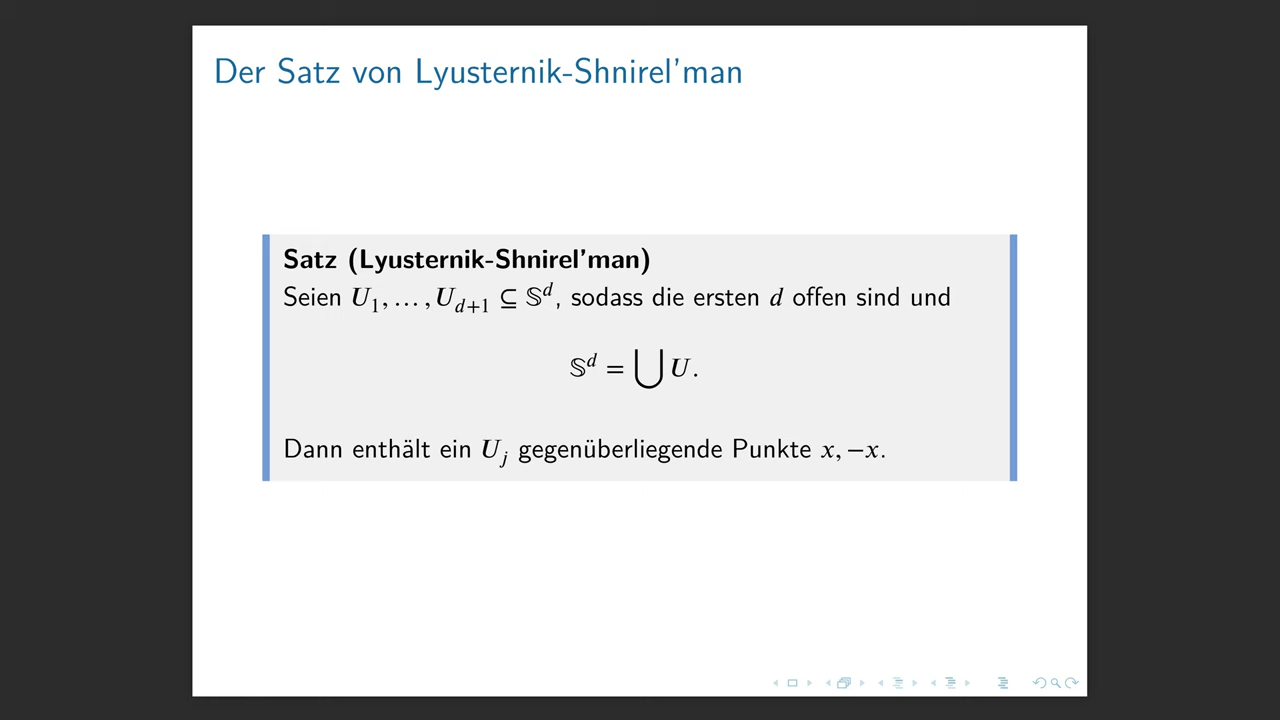 Der Satz von Lyusternik-Shnirel'man
Satz (Lyusternik-Shnirel'man)
Seien U₁, … , U_{d+1} ⊆ 𝕊^d, sodass die ersten d offen sind und
𝕊^d = ⋃ U.
Dann enthält ein U_j gegenüberliegende Punkte x, −x.